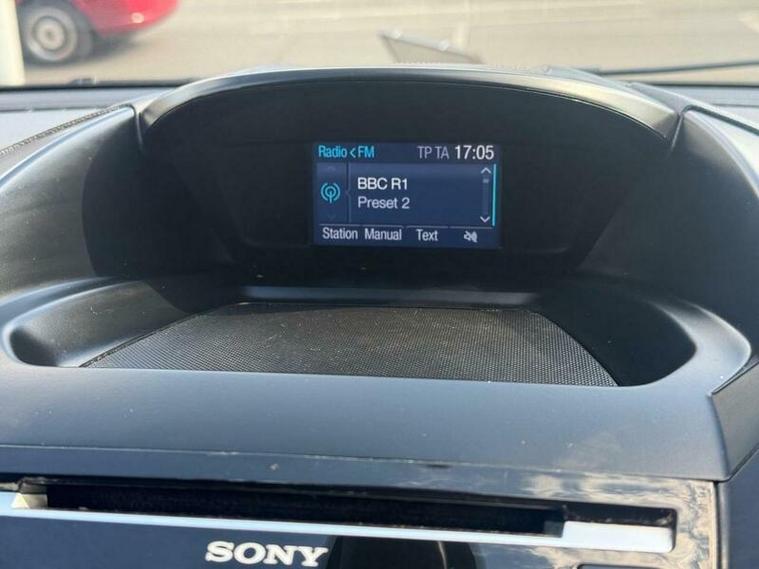 Radio < FM TP TA 17:05
BBC R1
Preset 2
Station Manual Text
SONY